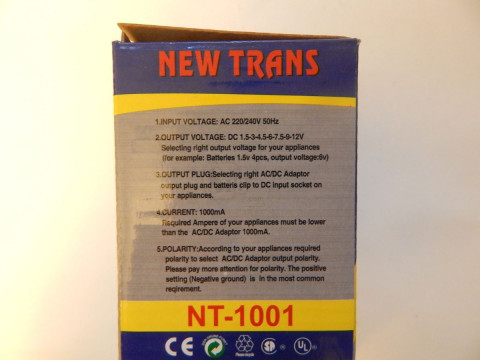 NEW TRANS
1.INPUT VOLTAGE: AC 220/240V 50Hz
2.OUTPUT VOLTAGE: DC 1.5-3-4.5-6-7.5-9-12V
Selecting right output voltage for your appliances
(for example: Batteries 1.5v 4pcs, output voltage:6v)
3.OUTPUT PLUG:Selecting right AC/DC Adaptor
output plug and batteria clip to DC input socket on
your appliances.
4.CURRENT: 1000mA
Required Ampere of your appliances must be lower
than the AC/DC Adaptor 1000mA.
5.POLARITY:According to your appliances required
polarity to select AC/DC Adaptor output polarity.
Please pay more attention for polarity. The positive
setting (Negative ground) is in the most common
reqirement.
NT-1001
CE
Please Recycle
UL